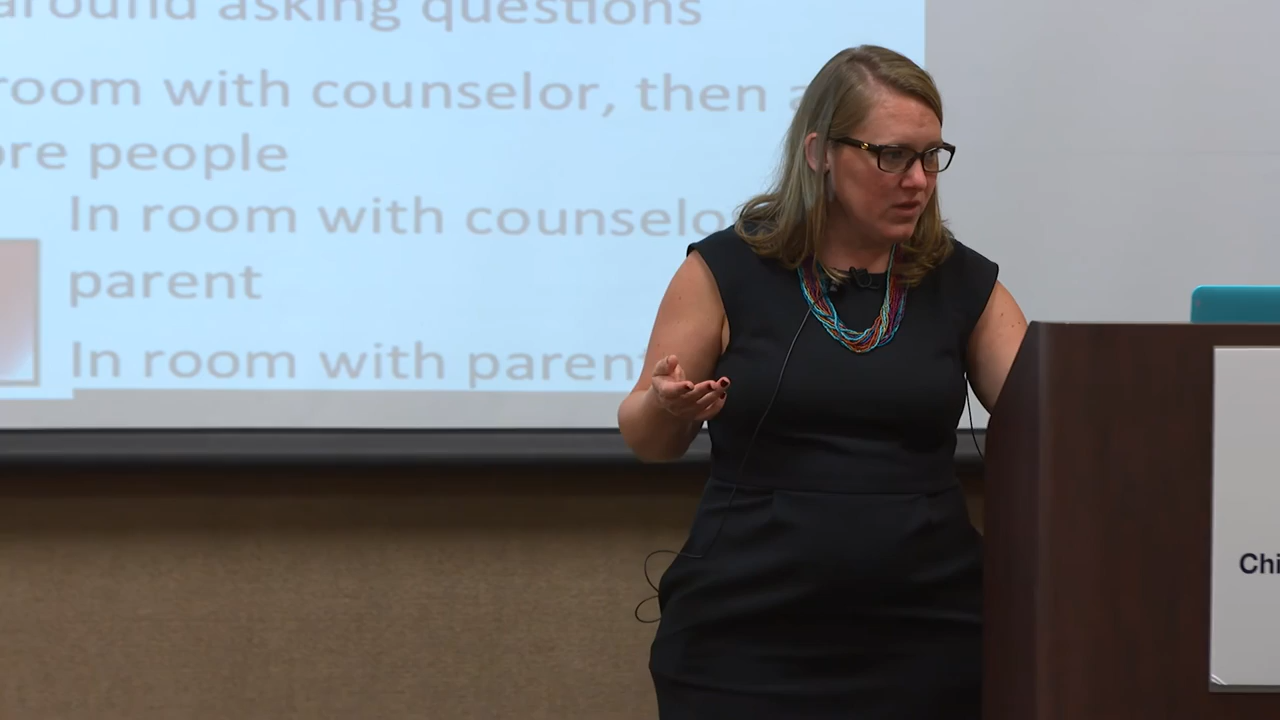 around asking questions
room with counselor, then a
ore people
In room with counselo
parent
In room with parent
Chi